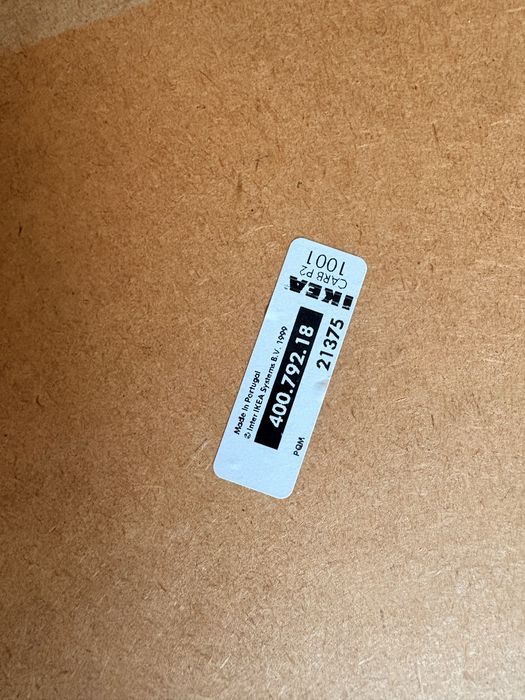 Made in Portugal
© Inter IKEA Systems B.V. 1999
400.792.18
21375
PQM
IKEA
CARB P2
1001